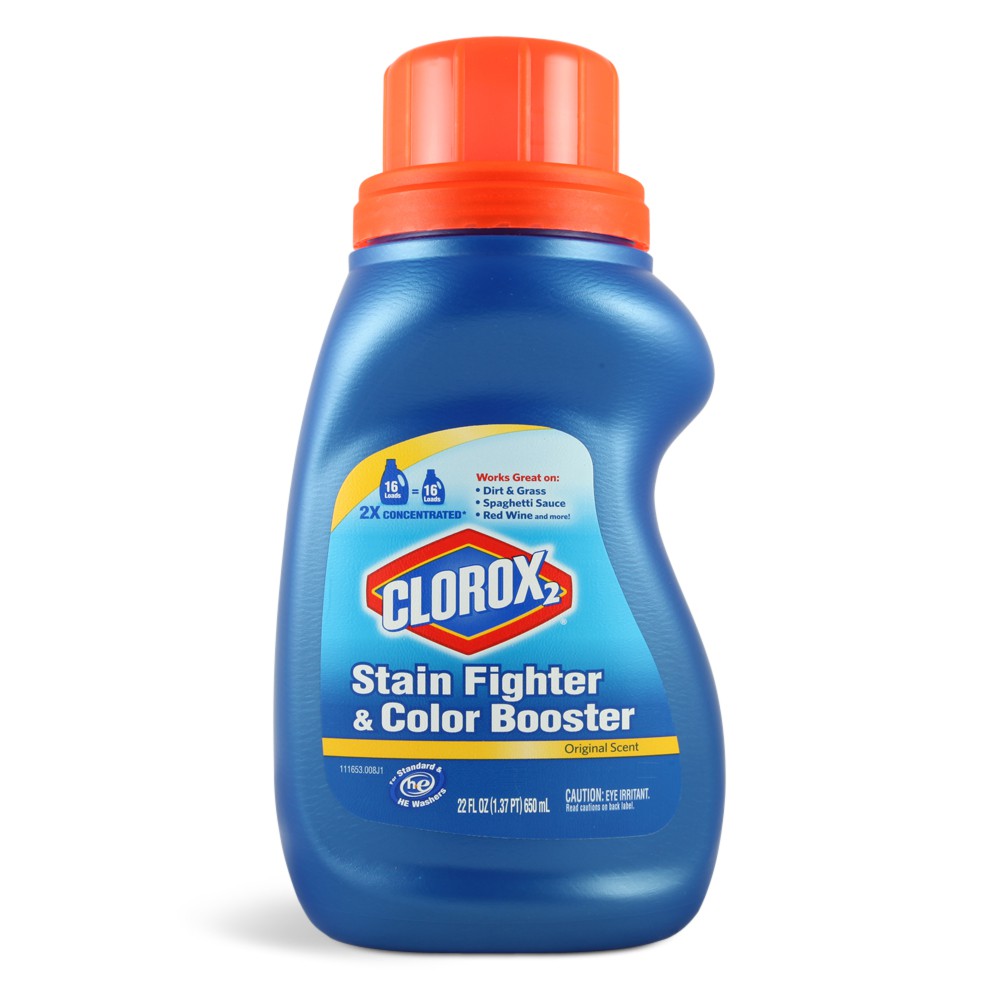 16
Loads
=
16
Loads
2X CONCENTRATED*
Works Great on:
• Dirt & Grass
• Spaghetti Sauce
• Red Wine and more!
CLOROX2
®
Stain Fighter
& Color Booster
Original Scent
111653.008J1
For Standard &
he
HE Washers
22 FL OZ (1.37 PT) 650 mL
CAUTION: EYE IRRITANT.
Read cautions on back label.